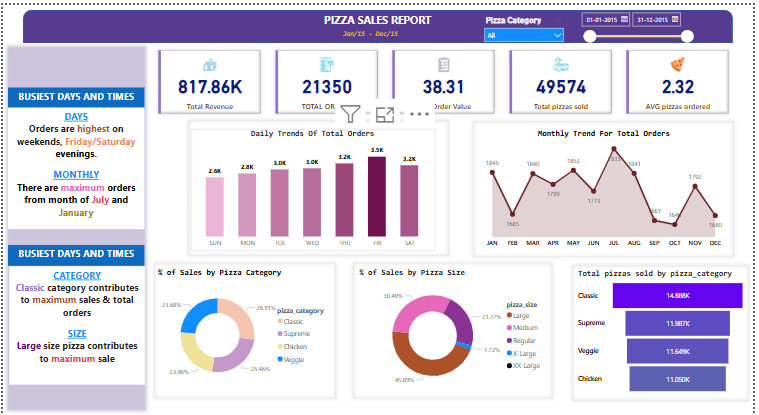 PIZZA SALES REPORT
Jan/15 - Dec/15
Pizza Category
All
01-01-2015
31-12-2015
BUSIEST DAYS AND TIMES
DAYS
Orders are highest on
weekends, Friday/Saturday
evenings.
MONTHLY
There are maximum orders
from month of July and
January
BUSIEST DAYS AND TIMES
CATEGORY
Classic category contributes
to maximum sales & total
orders
SIZE
Large size pizza contributes
to maximum sale
817.86K
Total Revenue
21350
TOTAL OR
38.31
Order Value
49574
Total pizzas sold
2.32
AVG pizzas ordered
Daily Trends Of Total Orders
2.6K 2.8K 3.0K 3.0K 3.2K 3.5K 3.2K
SUN MON TUE WED THU FRI SAT
Monthly Trend For Total Orders
1845 1685 1840 1799 1853 1773 1935 1841 1792 1680
JAN FEB MAR APR MAY JUN JUL AUG SEP OCT NOV DEC
% of Sales by Pizza Category
23.68%
26.91%
23.96%
25.46%
pizza_category
Classic
Supreme
Chicken
Veggie
% of Sales by Pizza Size
30.49%
21.77%
1.72%
45.89%
pizza_size
Large
Medium
Regular
X-Large
XX-Large
Total pizzas sold by pizza_category
Classic 14.888K
Supreme 11.987K
Veggie 11.649K
Chicken 11.050K